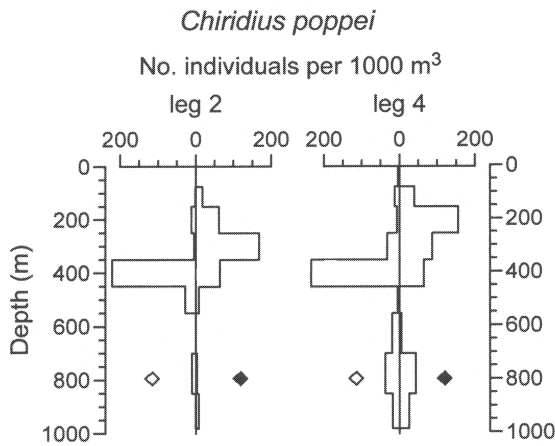 Chiridius poppei
No. individuals per 1000 m³
leg 2 leg 4
200 0 200 200 0 200
0 0
200 200
400 400
600 600
800 800
1000 1000
Depth (m)